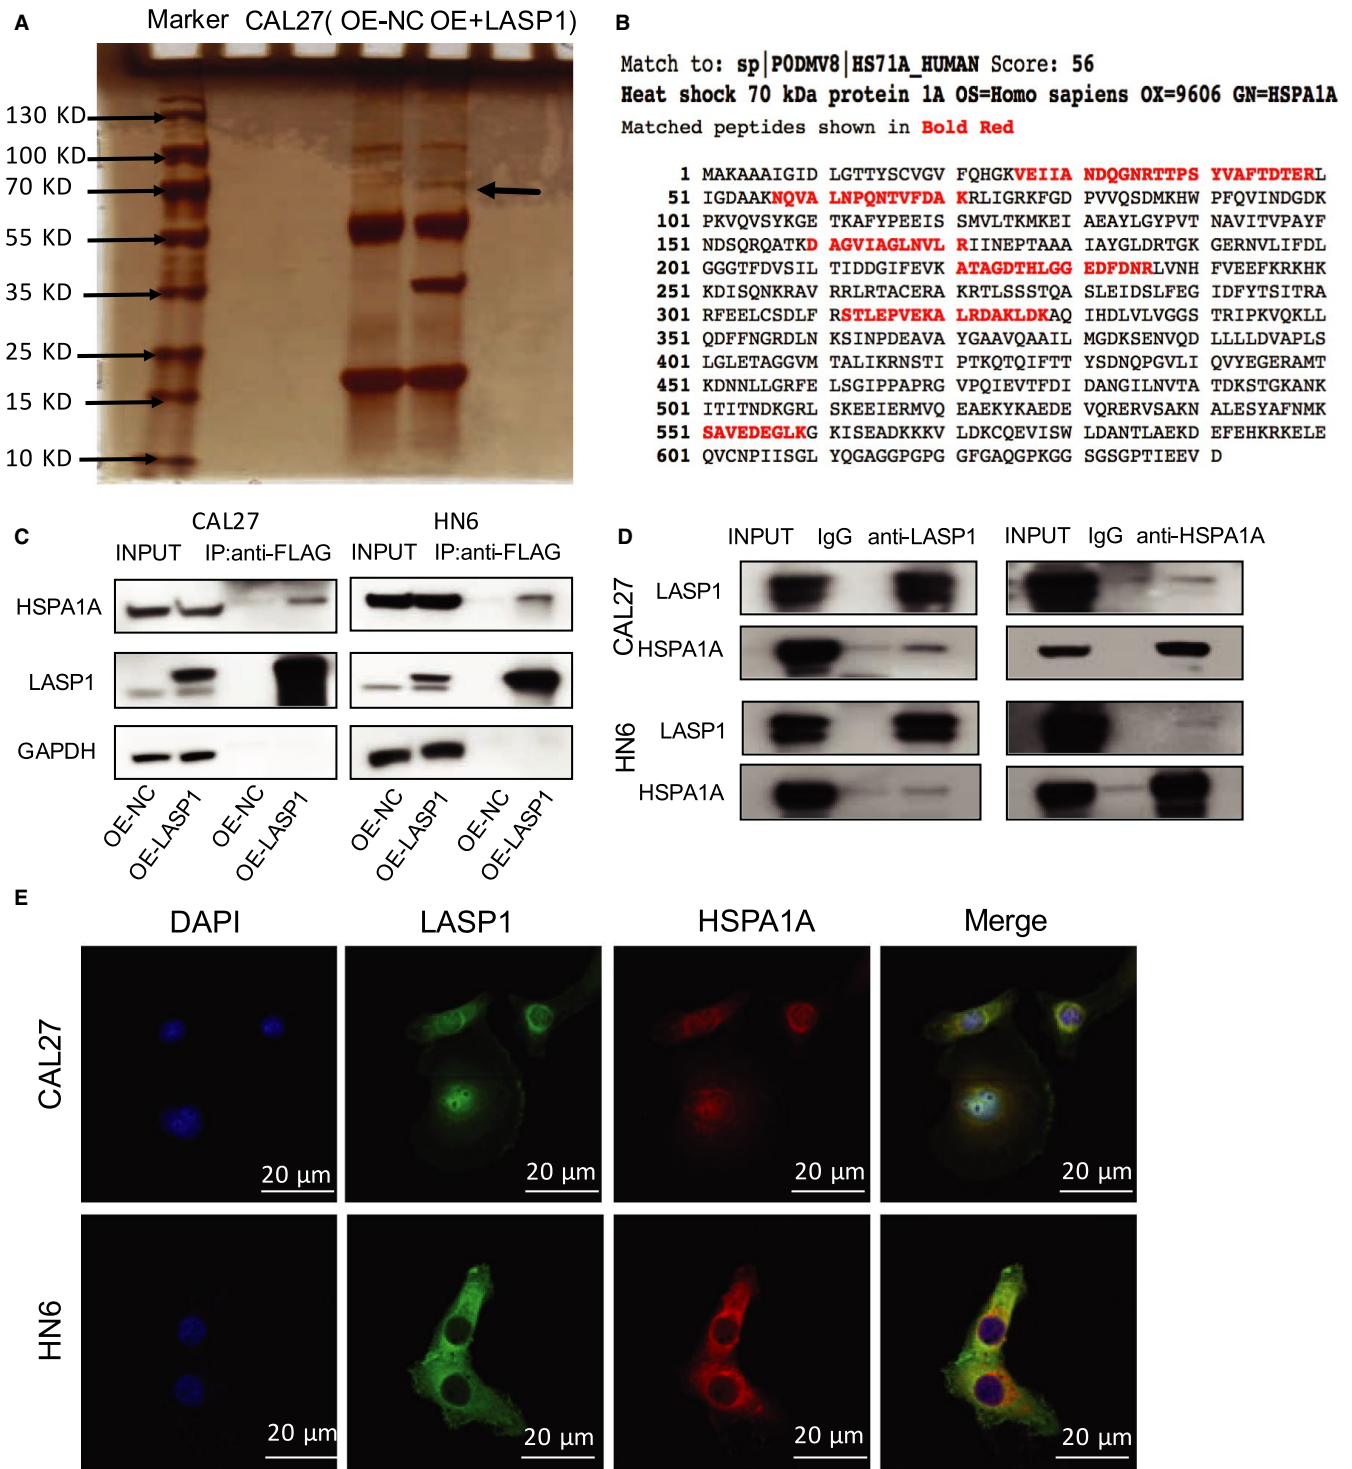 A
Marker CAL27( OE-NC OE+LASP1)
130 KD
100 KD
70 KD
55 KD
35 KD
25 KD
15 KD
10 KD
B
Match to: sp|P0DMV8|HS71A_HUMAN Score: 56
Heat shock 70 kDa protein 1A OS=Homo sapiens OX=9606 GN=HSPA1A
Matched peptides shown in Bold Red
1 MAKAAAIGID LGTTYSCVGV FQHGKVEIIA NDQGNRTTPS YVAFTDTERL
51 IGDAAKNQVA LNPQNTVFDA KRLIGRKFGD PVVQSDMKHW PFQVINDGDK
101 PKVQVSYKGE TKAFYPEEIS SMVLTKMKEI AEAYLGYPVT NAVITVPAYF
151 NDSQRQATKD AGVIAGLNVL RIINEPTAAA IAYGLDRTGK GERNVLIFDL
201 GGGTFDVSIL TIDDGIFEVK ATAGDTHLGG EDFDNRLVNH FVEEFKRKHK
251 KDISQNKRAV RRLRTACERA KRTLSSSTQA SLEIDSLFEG IDFYTSITRA
301 RFEELCSDLF RSTLEPVEKA LRDAKLDKAQ IHDLVLVGGS TRIPKVQKLL
351 QDFFNGRDLN KSINPDEAVA YGAAVQAAIL MGDKSENVQD LLLLDVAPLS
401 LGLETAGGVM TALIKRNSTI PTKQTQIFTT YSDNQPGVLI QVYEGERAMT
451 KDNNLLGRFE LSGIPPAPRG VPQIEVTFDI DANGILNVTA TDKSTGKANK
501 ITITNDKGRL SKEEIERMVQ EAEKYKAEDE VQRERVSAKN ALESYAFNMK
551 SAVEDEGLKG KISEADKKKV LDKCQEVISW LDANTLAEKD EFEHKRKELE
601 QVCNPIISGL YQGAGGPGPG GFGAQGPKGG SGSGPTIEEV D
C
CAL27 HN6
INPUT IP:anti-FLAG INPUT IP:anti-FLAG
HSPA1A
LASP1
GAPDH
OE-NC OE-LASP1 OE-NC OE-LASP1 OE-NC OE-LASP1 OE-NC OE-LASP1
D
INPUT IgG anti-LASP1 INPUT IgG anti-HSPA1A
CAL27
LASP1
HSPA1A
HN6
LASP1
HSPA1A
E
DAPI LASP1 HSPA1A Merge
CAL27
20 µm 20 µm 20 µm 20 µm
HN6
20 µm 20 µm 20 µm 20 µm